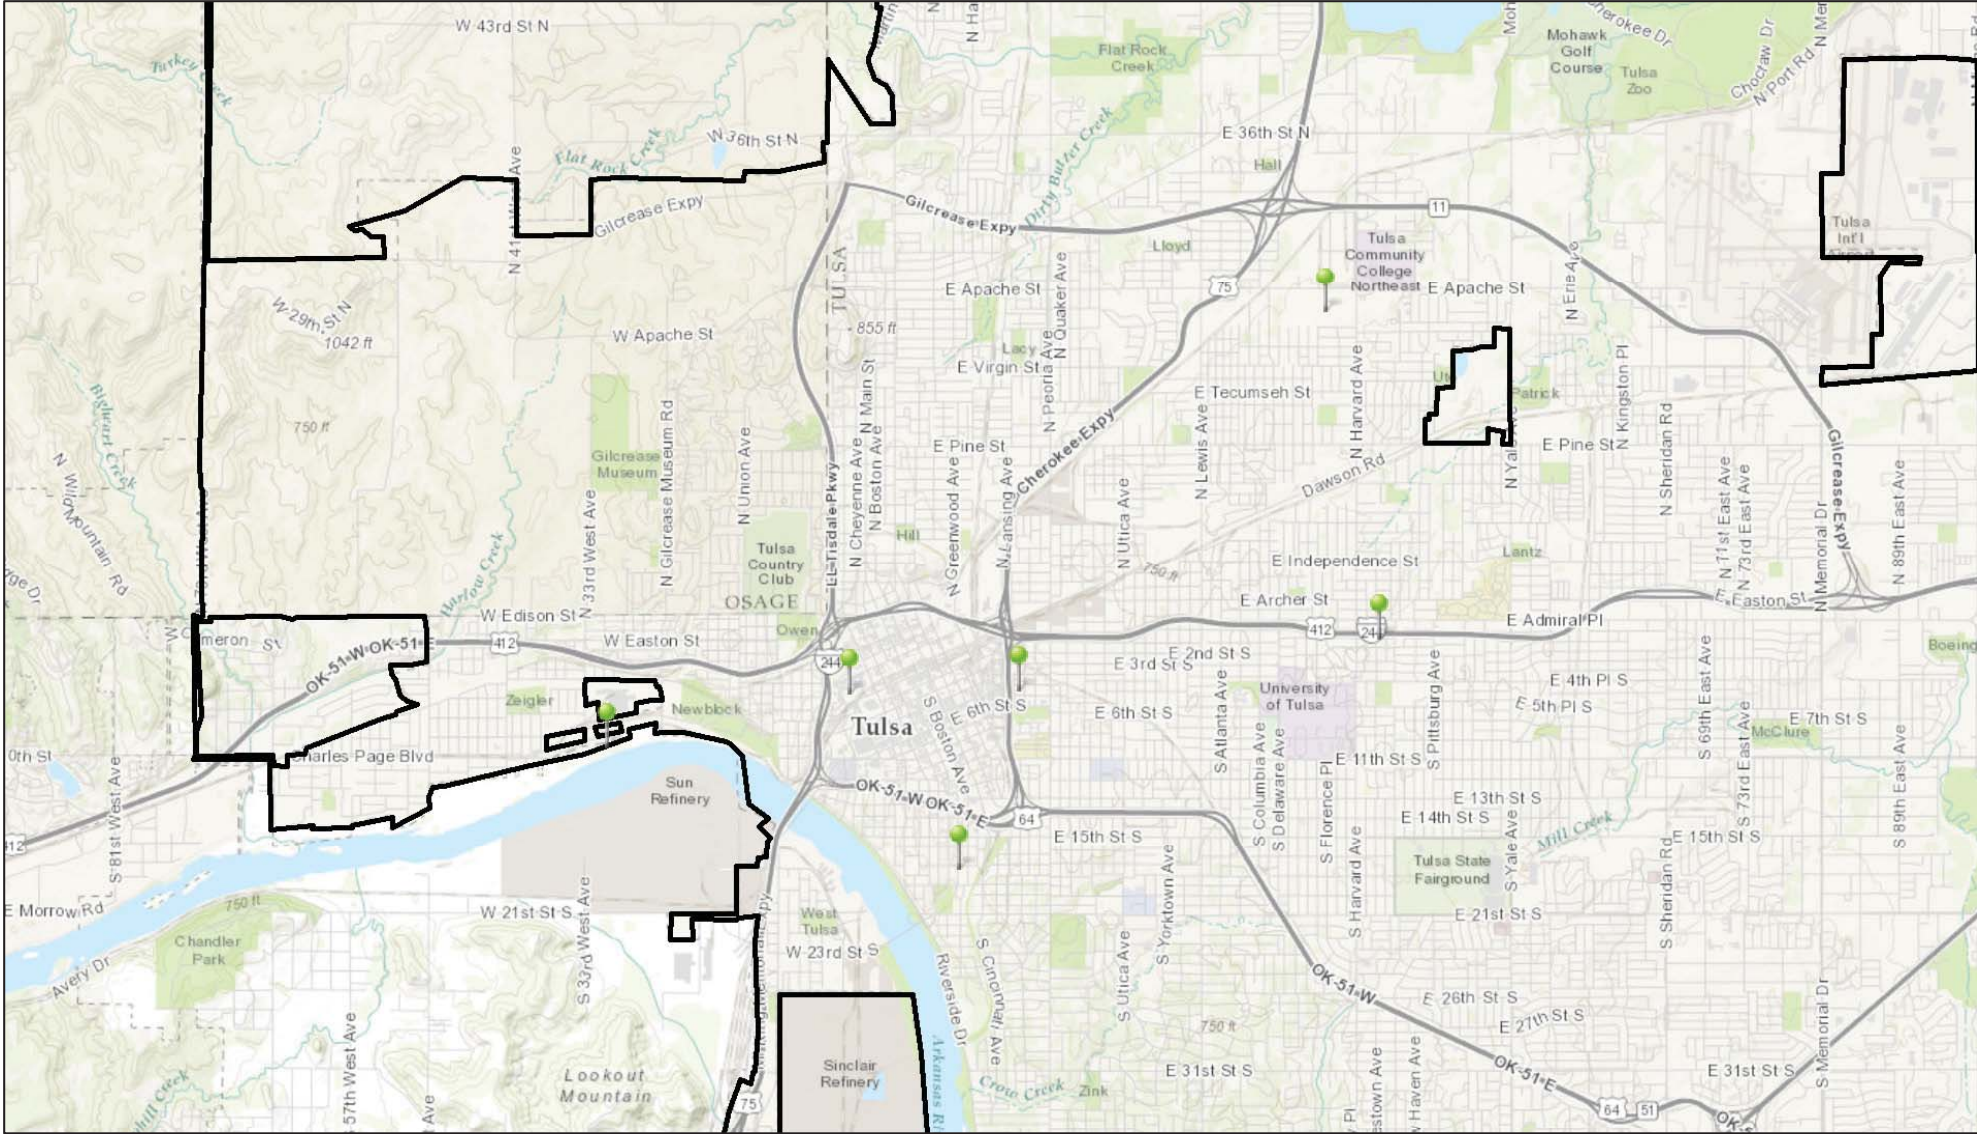 W 43rd St N
Flat Rock
Creek
Mohawk
Golf
Course
Tulsa
Zoo
Choctaw Dr
N Port Rd
W 36th St N
Flat Rock Creek
Dirty Butter Creek
E 36th St N
Hall
Gilcrease Expy
Gilcrease Expy
11
Lloyd
Tulsa
Community
College
Northeast
Tulsa
Int'l
TULSA
N Quaker Ave
E Apache St
75
E Apache St
W 29th St N
1042 ft
W Apache St
855 ft
Lacy
E Virgin St
N Peoria Ave
N Main St
N Harvard Ave
N Kingston Pl
Bigheart Creek
E Tecumseh St
Patrick
750 ft
Gilcrease
Museum
N Gilcrease Museum Rd
N Union Ave
N Cheyenne Ave
N Boston Ave
E Pine St
Cherokee Expy
N Lewis Ave
Dawson Rd
E Pine St
N Sheridan Rd
Gilcrease Expy
N 33rd West Ave
LL Tisdale Pkwy
N Greenwood Ave
N Lansing Ave
N Utica Ave
N 71st East Ave
N 73rd East Ave
N Memorial Dr
N 89th East Ave
Harlow Creek
Tulsa
Country
Club
Hill
750 ft
E Independence St
Lantz
OSAGE
W Edison St
W Easton St
Owen
E Archer St
E Admiral Pl
E Easton St
OK-51-W OK-51-E
412
244
412
Boeing
E 2nd St S
E 3rd St S
University
of Tulsa
E 4th Pl S
E 5th Pl S
Zeigler
Newblock
Tulsa
S Boston Ave
E 6th St S
E 6th St S
S Atlanta Ave
S Pittsburg Ave
S 69th East Ave
S 73rd East Ave
E 7th St S
McClure
Charles Page Blvd
S 81st West Ave
Sun
Refinery
OK-51-W OK-51-E
64
S Columbia Ave
S Delaware Ave
S Florence Pl
E 11th St S
E 13th St S
E 14th St S
Mill Creek
E 15th St S
E 15th St S
S 89th East Ave
Tulsa State
Fairground
S Yale Ave
S Harvard Ave
S Sheridan Rd
E Morrow Rd
750 ft
W 21st St S
West
Tulsa
S Yorktown Ave
E 21st St S
Chandler
Park
Avery Dr
S 33rd West Ave
W 23rd St S
Riverside Dr
S Cincinnati Ave
S Utica Ave
OK-51-W
E 26th St S
E 27th St S
750 ft
S Memorial Dr
S 57th West Ave
Lookout
Mountain
75
Sinclair
Refinery
Crow Creek
Zink
E 31st St S
OK-51-E
E 31st St S
64
51